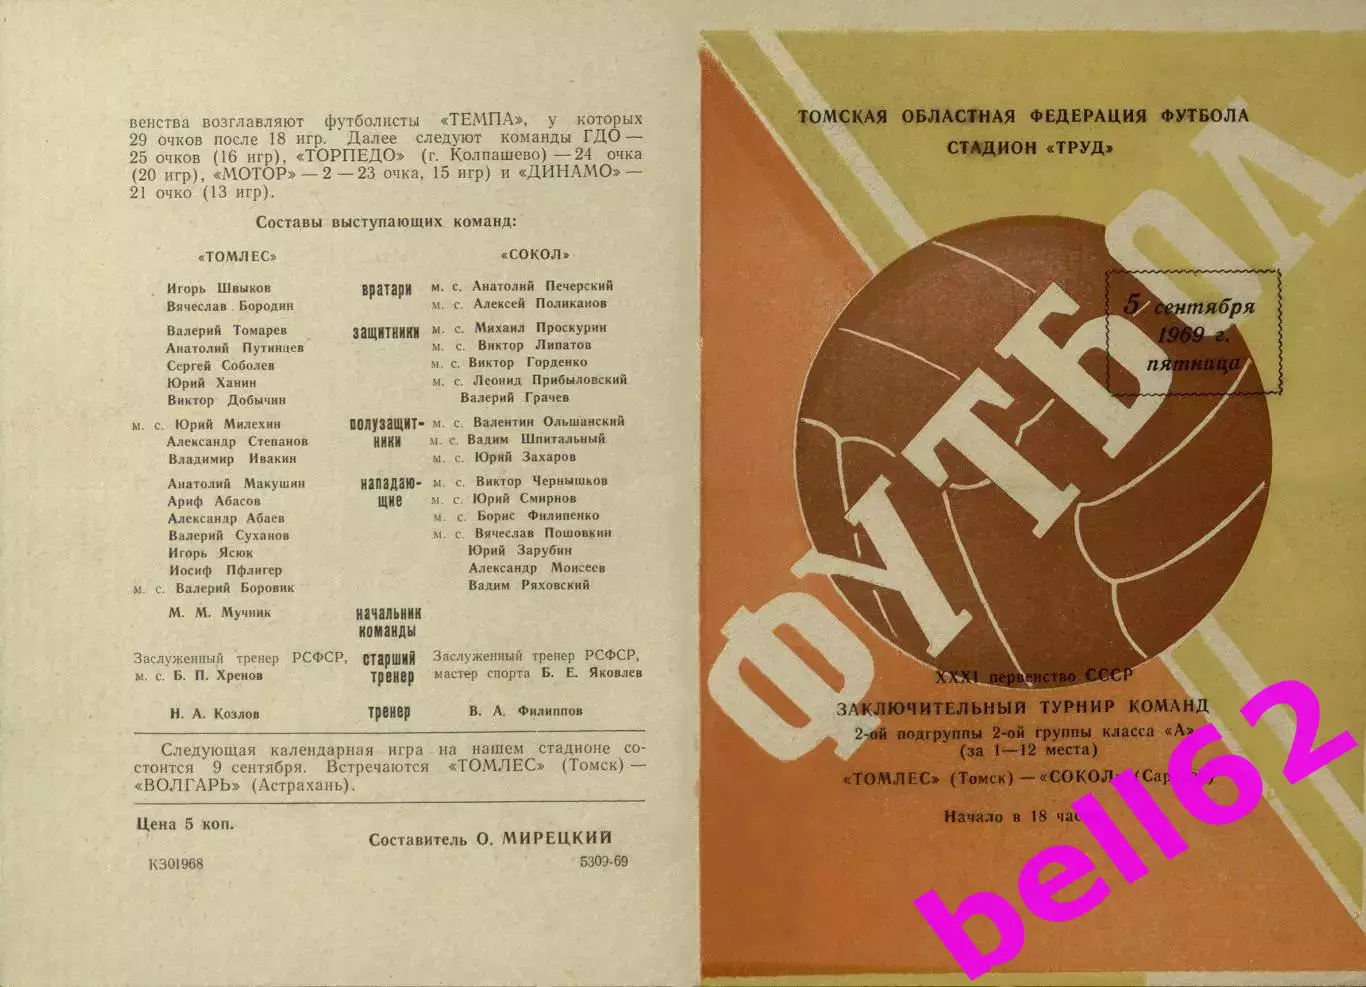 венства возглавляют футболисты «ТЕМПА», у которых
29 очков после 18 игр. Далее следуют команды ГДО —
25 очков (16 игр), «ТОРПЕДО» (г. Колпашево) — 24 очка
(20 игр), «МОТОР» — 2 — 23 очка, 15 игр) и «ДИНАМО» —
21 очко (13 игр).
Составы выступающих команд:
«ТОМЛЕС» «СОКОЛ»
Игорь Швыков вратари м. с. Анатолий Печерский
Вячеслав Бородин м. с. Алексей Поликанов
Валерий Томарев защитники м. с. Михаил Проскурин
Анатолий Путинцев м. с. Виктор Липатов
Сергей Соболев м. с. Виктор Горденко
Юрий Ханин м. с. Леонид Прибыловский
Виктор Добычин Валерий Грачев
м. с. Юрий Милехин полузащит- м. с. Валентин Ольшанский
Александр Степанов ники м. с. Вадим Шпитальный
Владимир Ивакин м. с. Юрий Захаров
Анатолий Макушин нападаю- м. с. Виктор Чернышков
Ариф Абасов щие м. с. Юрий Смирнов
Александр Абаев м. с. Борис Филипенко
Валерий Суханов м. с. Вячеслав Пошовкин
Игорь Ясюк Юрий Зарубин
Иосиф Пфлигер Александр Моисеев
м. с. Валерий Боровик Вадим Ряховский
М. М. Мучник начальник
команды
Заслуженный тренер РСФСР, старший Заслуженный тренер РСФСР,
м. с. Б. П. Хренов тренер мастер спорта Б. Е. Яковлев
Н. А. Козлов тренер В. А. Филиппов
Следующая календарная игра на нашем стадионе со-
стоится 9 сентября. Встречаются «ТОМЛЕС» (Томск) —
«ВОЛГАРЬ» (Астрахань).
Цена 5 коп.
Составитель О. МИРЕЦКИЙ
К301968 5309-69
ТОМСКАЯ ОБЛАСТНАЯ ФЕДЕРАЦИЯ ФУТБОЛА
СТАДИОН «ТРУД»
ФУТБОЛ
5 сентября
1969 г.
пятница
XXXI первенство СССР
ЗАКЛЮЧИТЕЛЬНЫЙ ТУРНИР КОМАНД
2-ой подгруппы 2-ой группы класса «А»
(за 1—12 места)
«ТОМЛЕС» (Томск) — «СОКОЛ»
Начало в 18
bell62